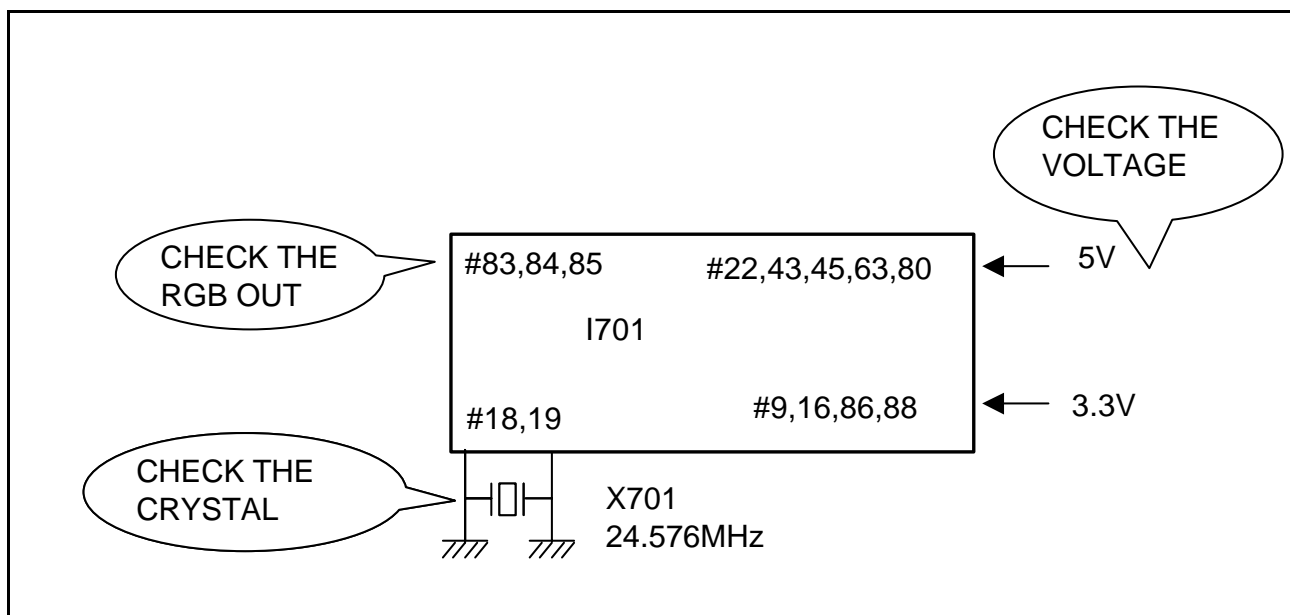 CHECK THE
VOLTAGE
CHECK THE
RGB OUT
#83,84,85
#22,43,45,63,80
5V
I701
#18,19
#9,16,86,88
3.3V
CHECK THE
CRYSTAL
X701
24.576MHz